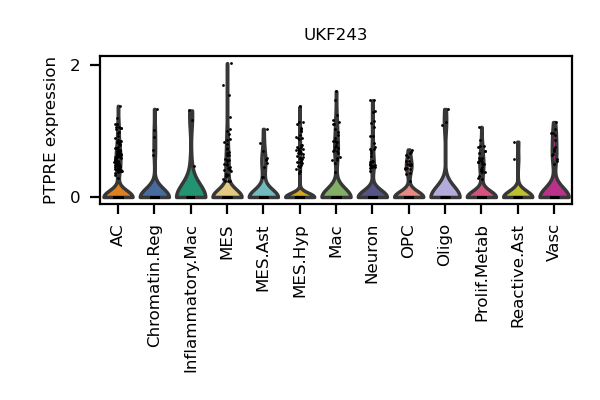 UKF243
PTPRE expression
2
0
AC
Chromatin.Reg
Inflammatory.Mac
MES
MES.Ast
MES.Hyp
Mac
Neuron
OPC
Oligo
Prolif.Metab
Reactive.Ast
Vasc